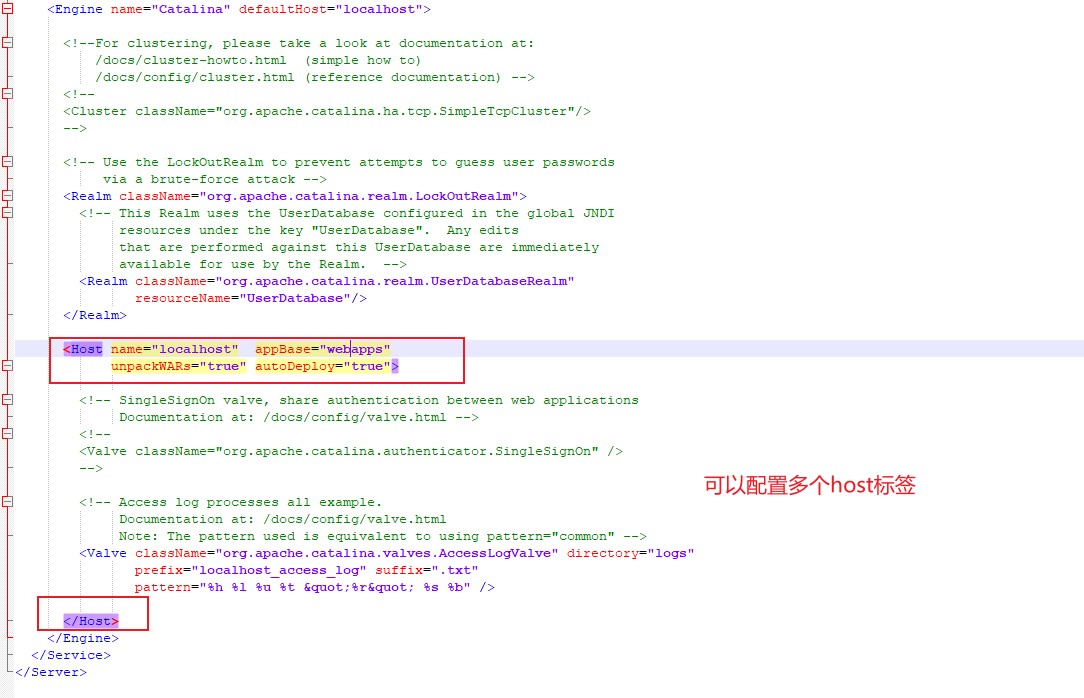 <Engine name="Catalina" defaultHost="localhost">
<!--For clustering, please take a look at documentation at:
/docs/cluster-howto.html  (simple how to)
/docs/config/cluster.html (reference documentation) -->
<!--
<Cluster className="org.apache.catalina.ha.tcp.SimpleTcpCluster"/>
-->
<!-- Use the LockOutRealm to prevent attempts to guess user passwords
via a brute-force attack -->
<Realm className="org.apache.catalina.realm.LockOutRealm">
<!-- This Realm uses the UserDatabase configured in the global JNDI
resources under the key "UserDatabase".  Any edits
that are performed against this UserDatabase are immediately
available for use by the Realm.  -->
<Realm className="org.apache.catalina.realm.UserDatabaseRealm"
resourceName="UserDatabase"/>
</Realm>
<Host name="localhost"  appBase="webapps"
unpackWARs="true" autoDeploy="true">
<!-- SingleSignOn valve, share authentication between web applications
Documentation at: /docs/config/valve.html -->
<!--
<Valve className="org.apache.catalina.authenticator.SingleSignOn" />
-->
可以配置多个host标签
<!-- Access log processes all example.
Documentation at: /docs/config/valve.html
Note: The pattern used is equivalent to using pattern="common" -->
<Valve className="org.apache.catalina.valves.AccessLogValve" directory="logs"
prefix="localhost_access_log" suffix=".txt"
pattern="%h %l %u %t &quot;%r&quot; %s %b" />
</Host>
</Engine>
</Service>
</Server>